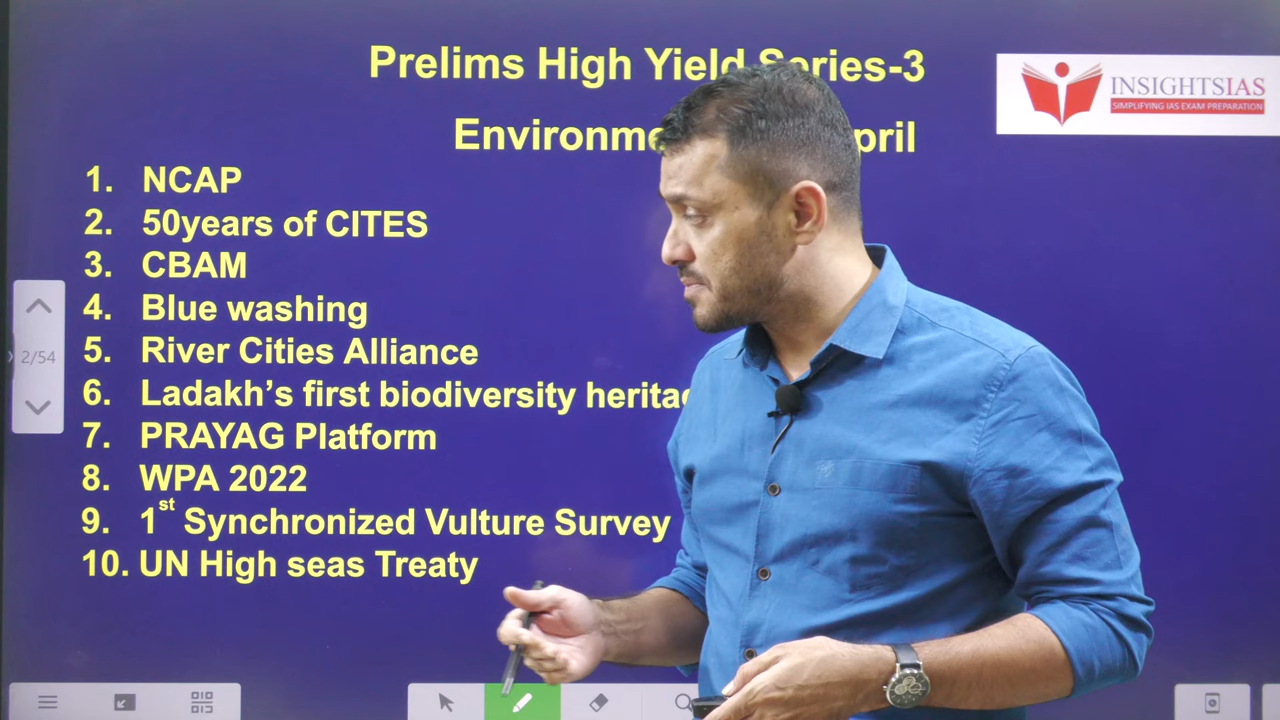 Prelims High Yield Series-3
INSIGHTSIAS
SIMPLIFYING IAS EXAM PREPARATION
1. NCAP
2. 50years of CITES
3. CBAM
4. Blue washing
5. River Cities Alliance
6. Ladakh’s first biodiversity
7. PRAYAG Platform
8. WPA 2022
9. 1st Synchronized Vulture Survey
10. UN High seas Treaty
2/54